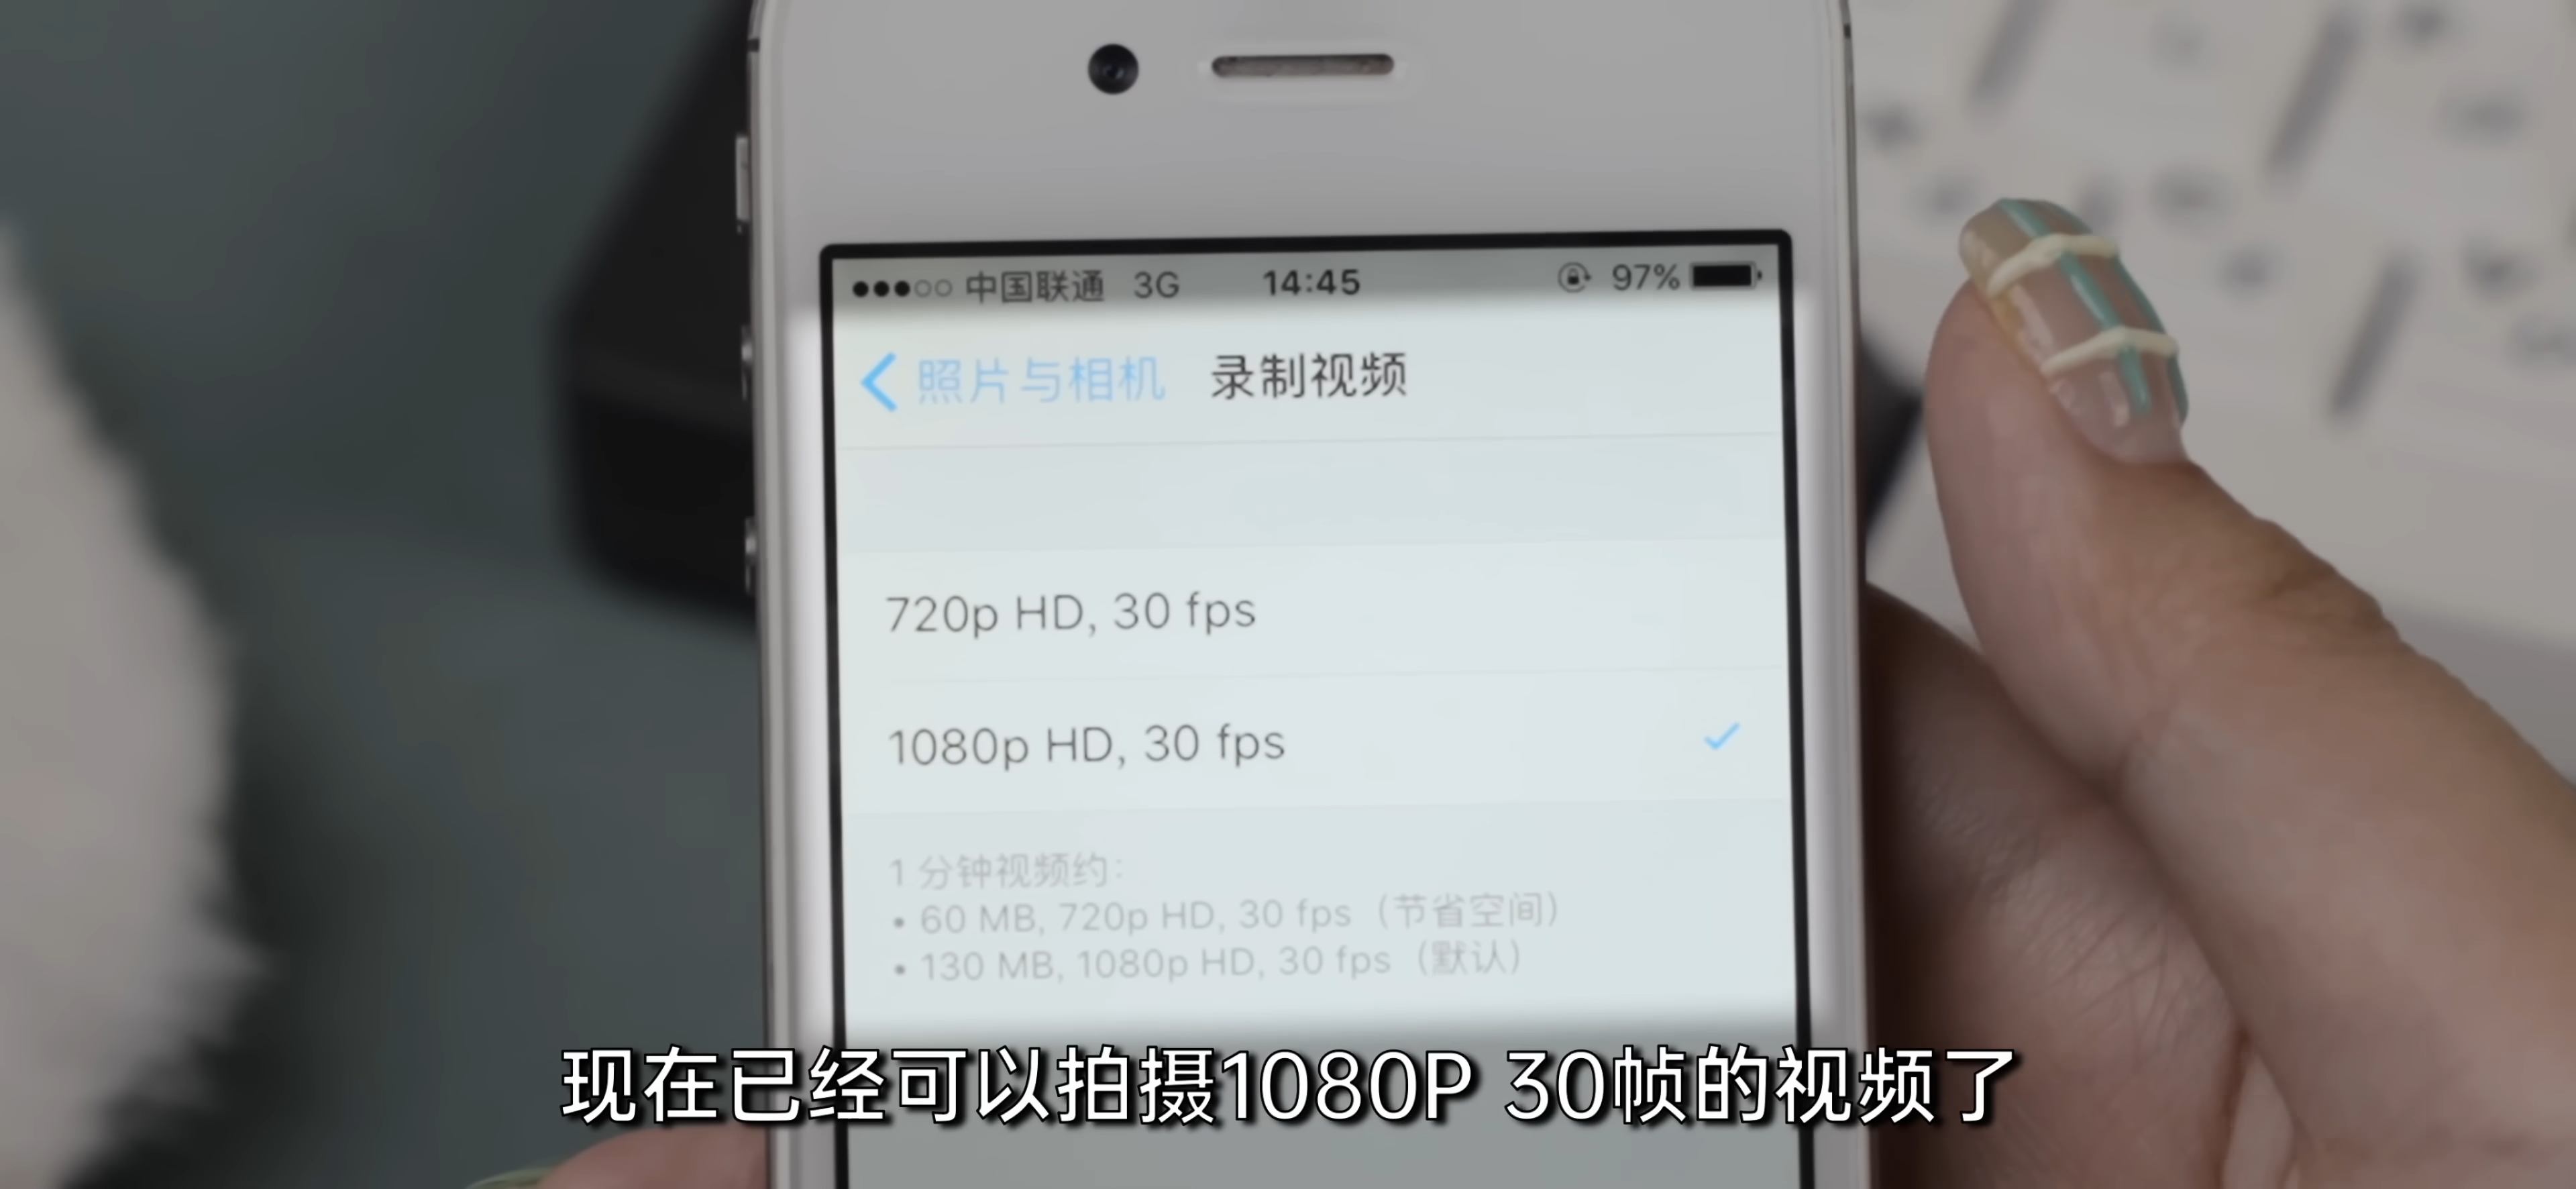 中国联通 3G 14:45 97%
照片与相机 录制视频
720p HD, 30 fps
1080p HD, 30 fps
1 分钟视频约：
• 60 MB, 720p HD, 30 fps（节省空间）
• 130 MB, 1080p HD, 30 fps（默认）
现在已经可以拍摄1080P 30帧的视频了